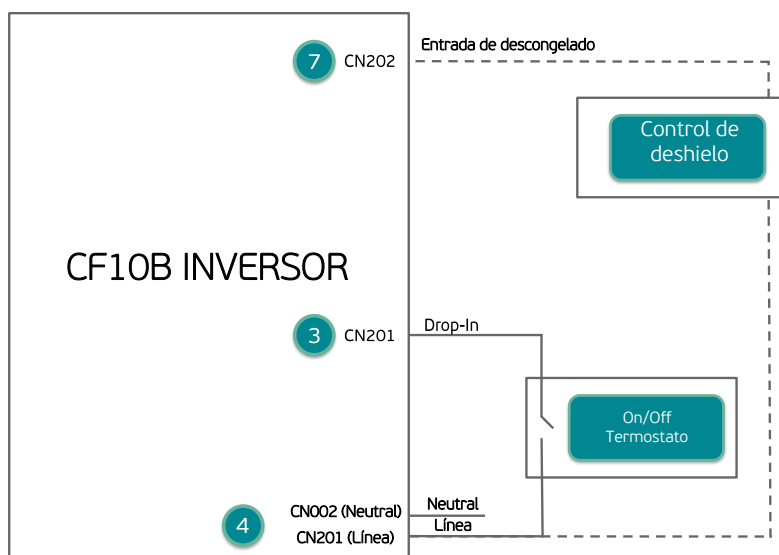 Entrada de descongelado
7 CN202
Control de
deshielo
CF10B INVERSOR
Drop-In
3 CN201
On/Off
Termostato
CN002 (Neutral) Neutral
4
Línea
CN201 (Línea)